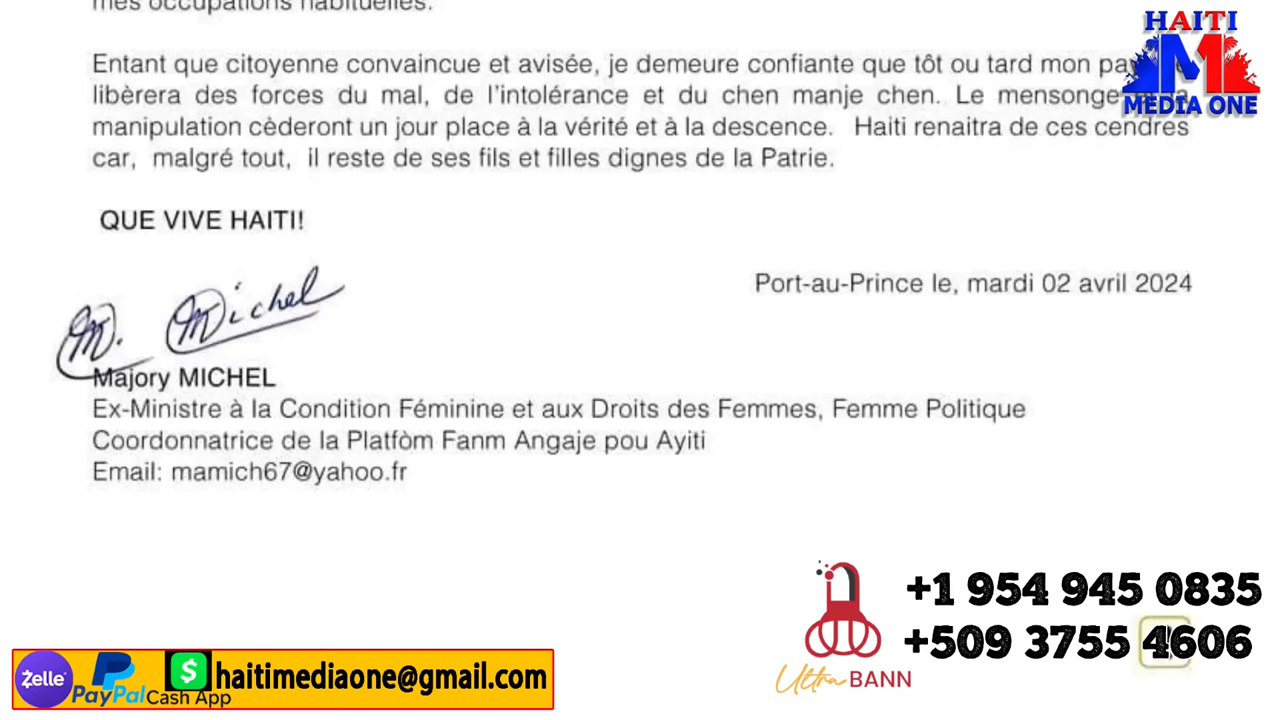 mes occupations habituelles.
Entant que citoyenne convaincue et avisée, je demeure confiante que tôt ou tard mon
libèrera des forces du mal, de l'intolérance et du chen manje chen. Le mensonge
manipulation cèderont un jour place à la vérité et à la descence. Haiti renaitra de ces cendres
car, malgré tout, il reste de ses fils et filles dignes de la Patrie.
QUE VIVE HAITI!
Port-au-Prince le, mardi 02 avril 2024
M. Michel
Majory MICHEL
Ex-Ministre à la Condition Féminine et aux Droits des Femmes, Femme Politique
Coordonnatrice de la Platfòm Fanm Angaje pou Ayiti
Email: mamich67@yahoo.fr
HAITI
M
MEDIA ONE
+1 954 945 0835
+509 3755 4606
Ultra BANN
Zelle
PayPal
$
Cash App
haitimediaone@gmail.com